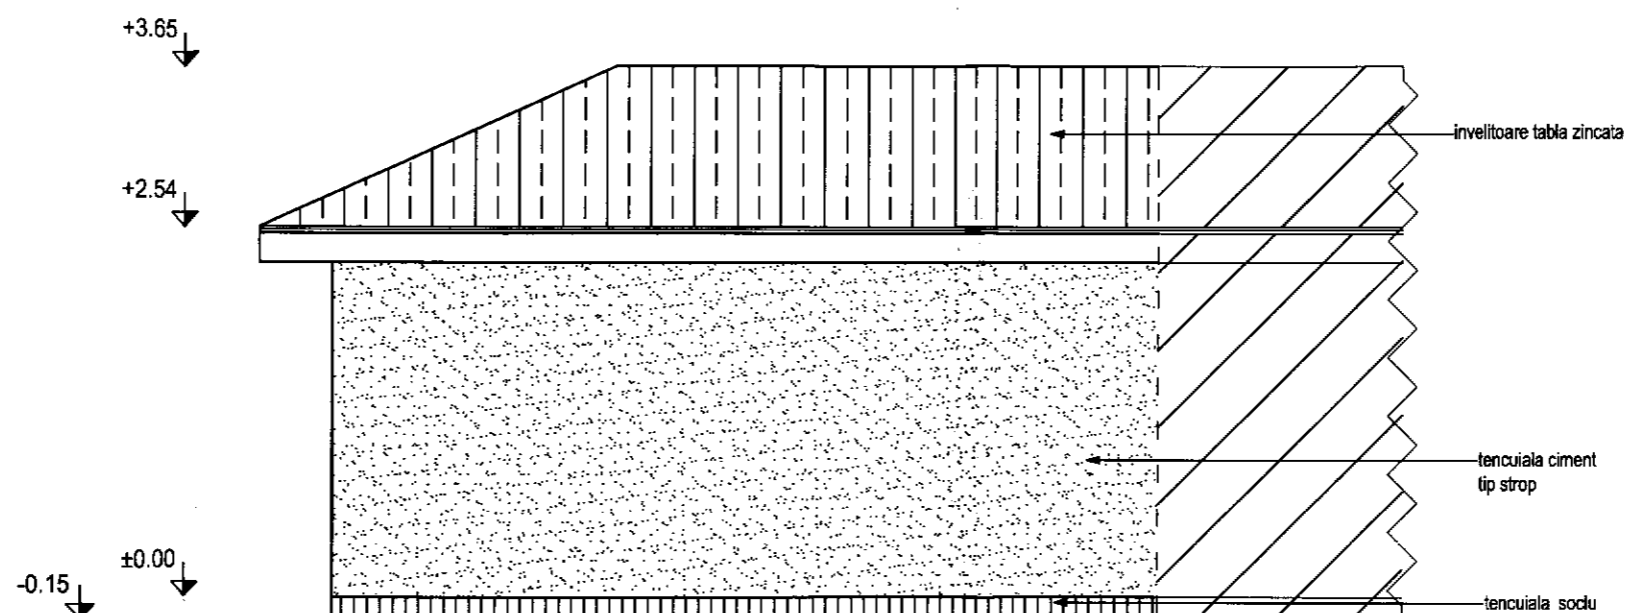 +3.65
invelitoare tabla zincata
+2.54
tencuiala ciment
tip strop
±0.00
-0.15
tencuiala soclu